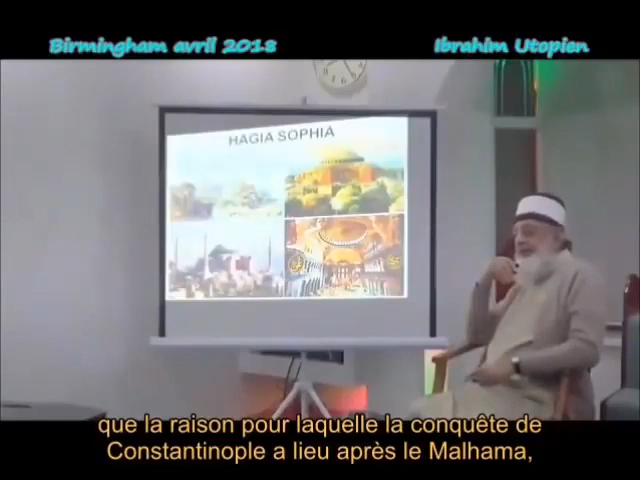 Birmingham avril 2018
Ibrahim Utopien
HAGIA SOPHIA
que la raison pour laquelle la conquête de
Constantinople a lieu après le Malhama,